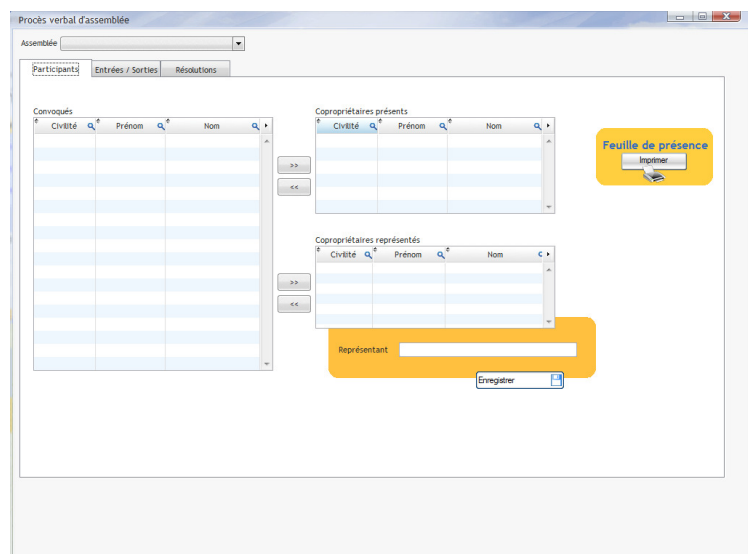 Procès verbal d'assemblée
Assemblée
Participants Entrées / Sorties Résolutions
Convoqués
Civilité Prénom Nom
>>
<<
Copropriétaires présents
Civilité Prénom Nom
Feuille de présence
Imprimer
Copropriétaires représentés
Civilité Prénom Nom
>>
<<
Représentant
Enregistrer